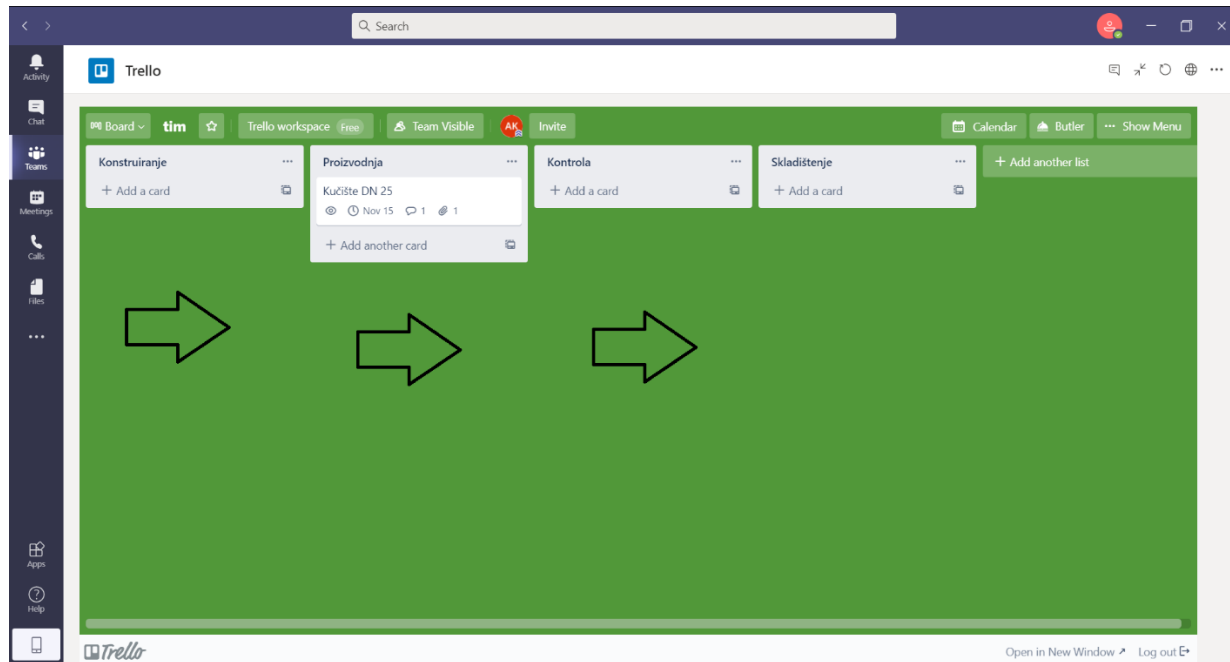 Search
Activity
Chat
Teams
Meetings
Calls
Files
Apps
Help
Trello
Board tim Trello workspace Free Team Visible AK Invite Calendar Butler Show Menu
Konstruiranje Proizvodnja Kontrola Skladištenje + Add another list
+ Add a card Kučište DN 25 + Add a card + Add a card
Nov 15 1 1
+ Add another card
Trello Open in New Window Log out